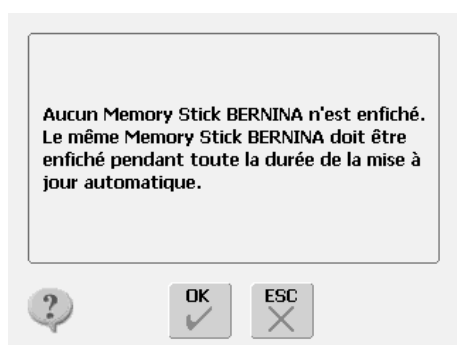 Aucun Memory Stick BERNINA n'est enfiché.
Le même Memory Stick BERNINA doit être
enfiché pendant toute la durée de la mise à
jour automatique.
? OK ESC